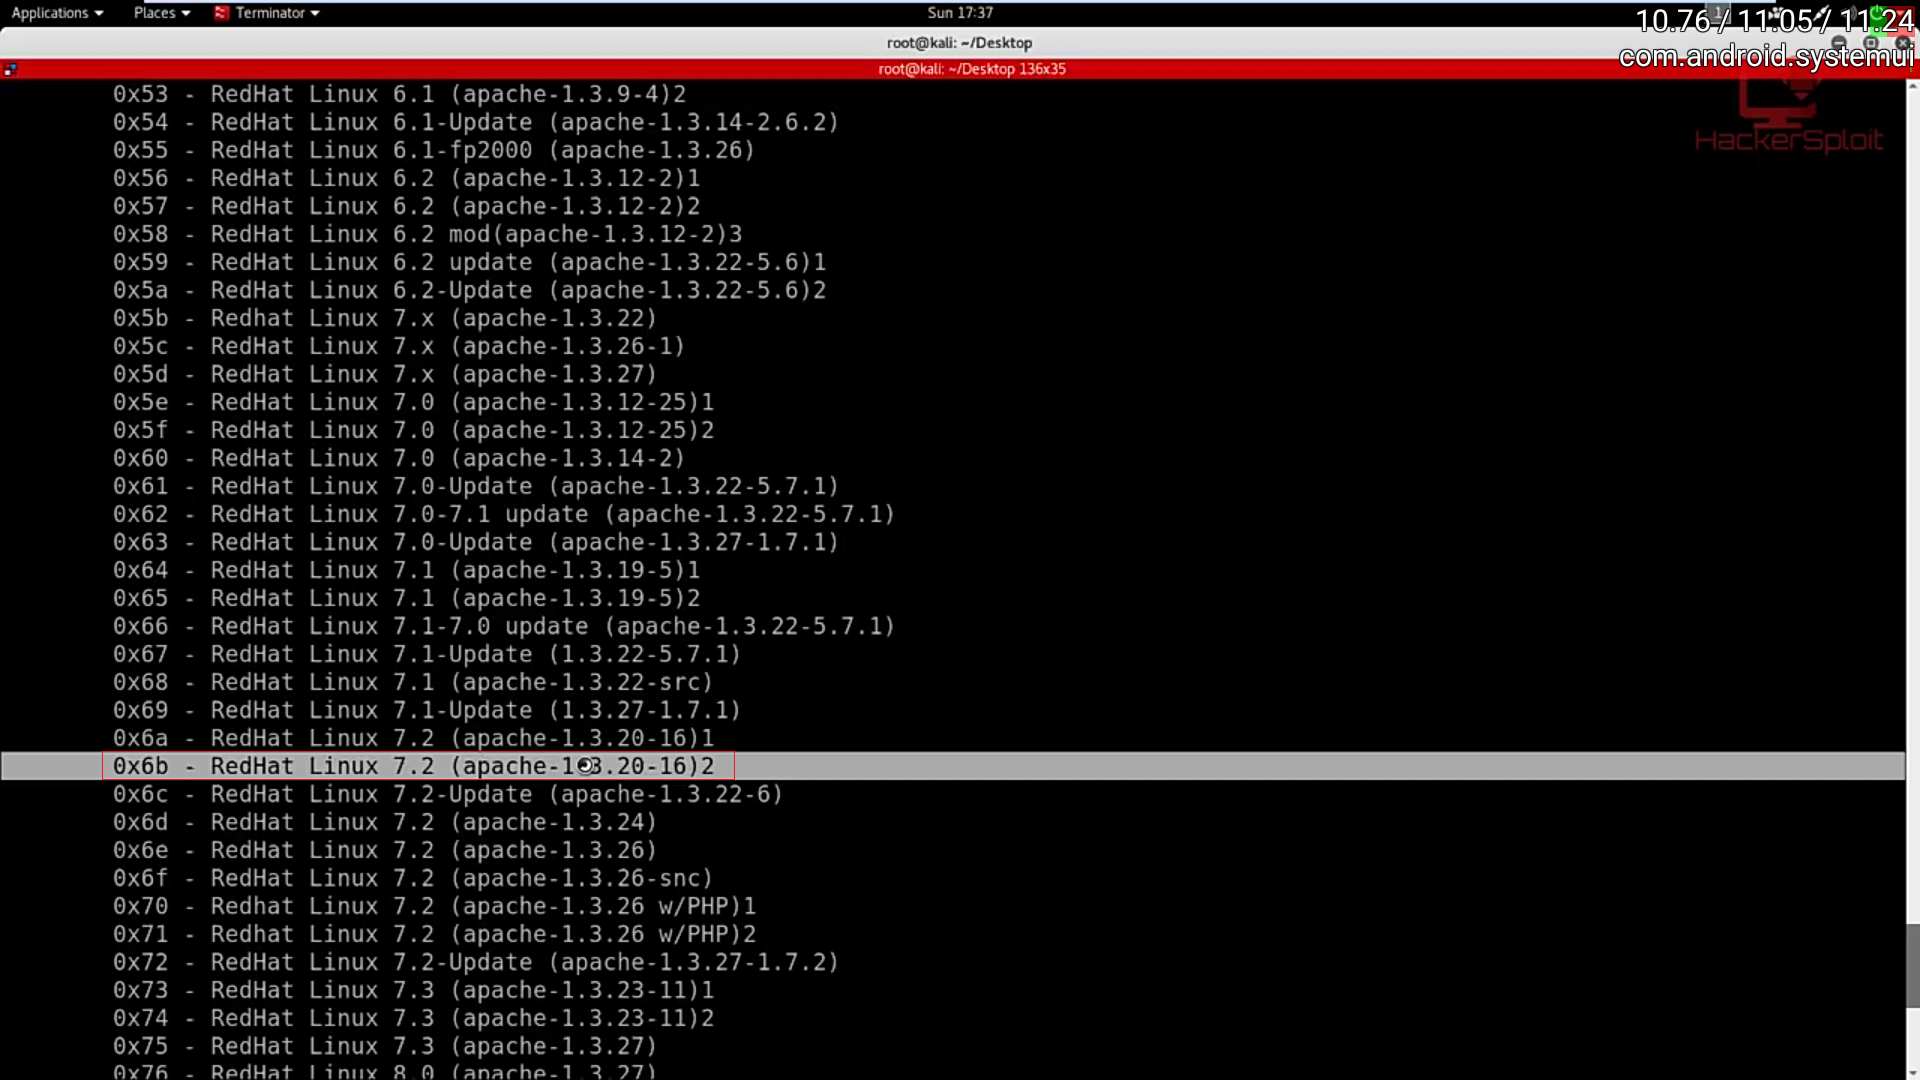 Applications Places Terminator Sun 17:37
10.76 / 11.05 / 11.24
root@kali: ~/Desktop
com.android.systemui
root@kali: ~/Desktop 136x35
HackerSploit
0x53 - RedHat Linux 6.1 (apache-1.3.9-4)2
0x54 - RedHat Linux 6.1-Update (apache-1.3.14-2.6.2)
0x55 - RedHat Linux 6.1-fp2000 (apache-1.3.26)
0x56 - RedHat Linux 6.2 (apache-1.3.12-2)1
0x57 - RedHat Linux 6.2 (apache-1.3.12-2)2
0x58 - RedHat Linux 6.2 mod(apache-1.3.12-2)3
0x59 - RedHat Linux 6.2 update (apache-1.3.22-5.6)1
0x5a - RedHat Linux 6.2-Update (apache-1.3.22-5.6)2
0x5b - Redhat Linux 7.x (apache-1.3.22)
0x5c - RedHat Linux 7.x (apache-1.3.26-1)
0x5d - RedHat Linux 7.x (apache-1.3.27)
0x5e - RedHat Linux 7.0 (apache-1.3.12-25)1
0x5f - RedHat Linux 7.0 (apache-1.3.12-25)2
0x60 - RedHat Linux 7.0 (apache-1.3.14-2)
0x61 - RedHat Linux 7.0-Update (apache-1.3.22-5.7.1)
0x62 - RedHat Linux 7.0-7.1 update (apache-1.3.22-5.7.1)
0x63 - RedHat Linux 7.0-Update (apache-1.3.27-1.7.1)
0x64 - RedHat Linux 7.1 (apache-1.3.19-5)1
0x65 - RedHat Linux 7.1 (apache-1.3.19-5)2
0x66 - RedHat Linux 7.1-7.0 update (apache-1.3.22-5.7.1)
0x67 - RedHat Linux 7.1-Update (1.3.22-5.7.1)
0x68 - RedHat Linux 7.1 (apache-1.3.22-src)
0x69 - RedHat Linux 7.1-Update (1.3.27-1.7.1)
0x6a - RedHat Linux 7.2 (apache-1.3.20-16)1
0x6b - RedHat Linux 7.2 (apache-1.3.20-16)2
0x6c - RedHat Linux 7.2-Update (apache-1.3.22-6)
0x6d - RedHat Linux 7.2 (apache-1.3.24)
0x6e - RedHat Linux 7.2 (apache-1.3.26)
0x6f - RedHat Linux 7.2 (apache-1.3.26-snc)
0x70 - RedHat Linux 7.2 (apache-1.3.26 w/PHP)1
0x71 - RedHat Linux 7.2 (apache-1.3.26 w/PHP)2
0x72 - RedHat Linux 7.2-Update (apache-1.3.27-1.7.2)
0x73 - RedHat Linux 7.3 (apache-1.3.23-11)1
0x74 - RedHat Linux 7.3 (apache-1.3.23-11)2
0x75 - RedHat Linux 7.3 (apache-1.3.27)
0x76 - RedHat Linux 8.0 (apache-1.3.27)